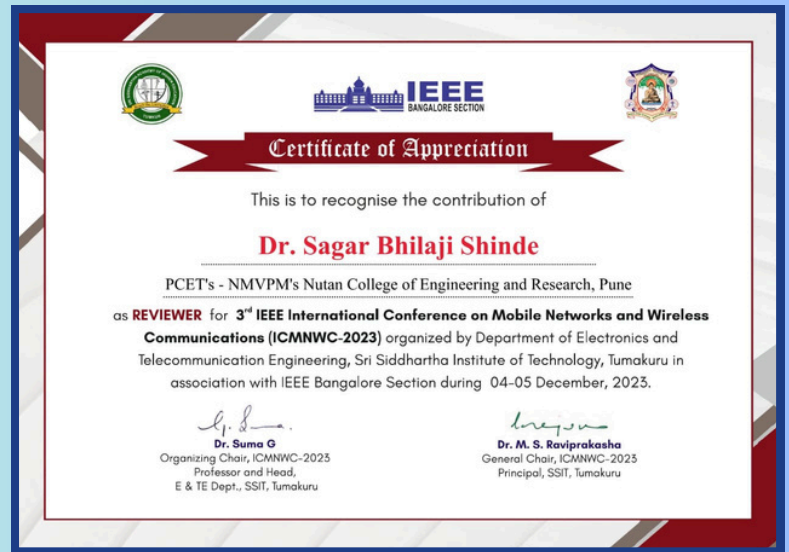 IEEE
BANGALORE SECTION
Certificate of Appreciation
This is to recognise the contribution of
Dr. Sagar Bhilaji Shinde
PCET's - NMVPM's Nutan College of Engineering and Research, Pune
as REVIEWER for 3rd IEEE International Conference on Mobile Networks and Wireless
Communications (ICMNWC-2023) organized by Department of Electronics and
Telecommunication Engineering, Sri Siddhartha Institute of Technology, Tumakuru in
association with IEEE Bangalore Section during 04-05 December, 2023.
Dr. Suma G
Organizing Chair, ICMNWC-2023
Professor and Head,
E & TE Dept., SSIT, Tumakuru
Dr. M. S. Raviprakasha
General Chair, ICMNWC-2023
Principal, SSIT, Tumakuru